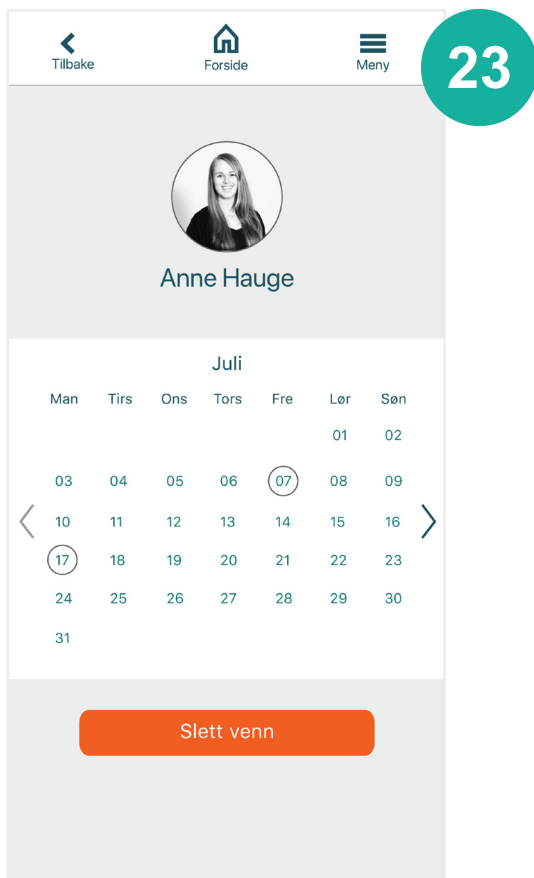 Tilbake Forside Meny
23
Anne Hauge
Juli
Man Tirs Ons Tors Fre Lør Søn
01 02
03 04 05 06 07 08 09
10 11 12 13 14 15 16
17 18 19 20 21 22 23
24 25 26 27 28 29 30
31
Slett venn